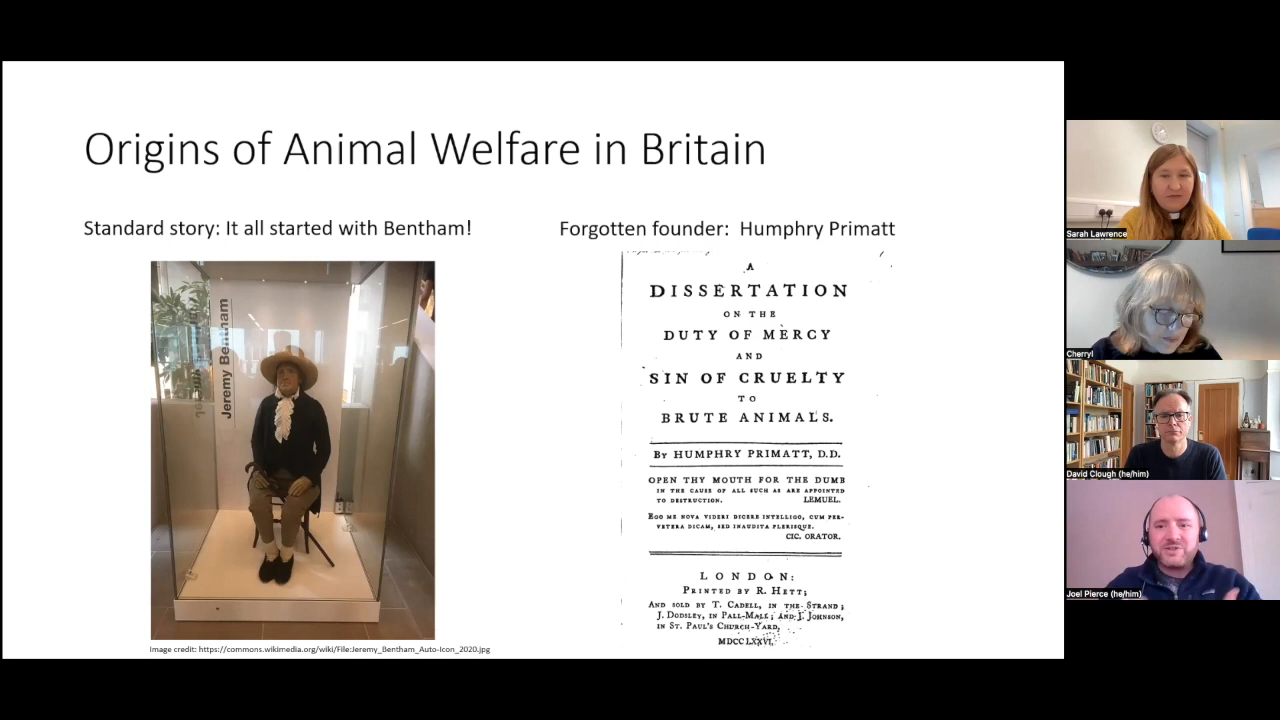 Origins of Animal Welfare in Britain
Standard story: It all started with Bentham!
Jeremy Bentham
Image credit: https://commons.wikimedia.org/wiki/File:Jeremy_Bentham_Auto-Icon_2020.jpg
Forgotten founder: Humphry Primatt
A
DISSERTATION
ON THE
DUTY OF MERCY
AND
SIN OF CRUELTY
TO
BRUTE ANIMALS.
BY HUMPHRY PRIMATT, D.D.
OPEN THY MOUTH FOR THE DUMB
IN THE CAUSE OF ALL SUCH AS ARE APPOINTED
TO DESTRUCTION. LEMUEL.
EGO ME NOVA VIDERI DICERE INTELLIGO, CUM PER-
VETERA DICAM, SED INAUDITA PLERISQUE.
CIC. ORATOR.
LONDON:
PRINTED BY R. HETT;
AND SOLD BY T. CADELL, IN THE STRAND;
J. DODSLEY, IN PALL-MALL; AND J. JOHNSON,
IN ST. PAUL'S CHURCH-YARD,
MDCCLXXVI.
Sarah Lawrence
Cherryl
David Clough (he/him)
Joel Pierce (he/him)